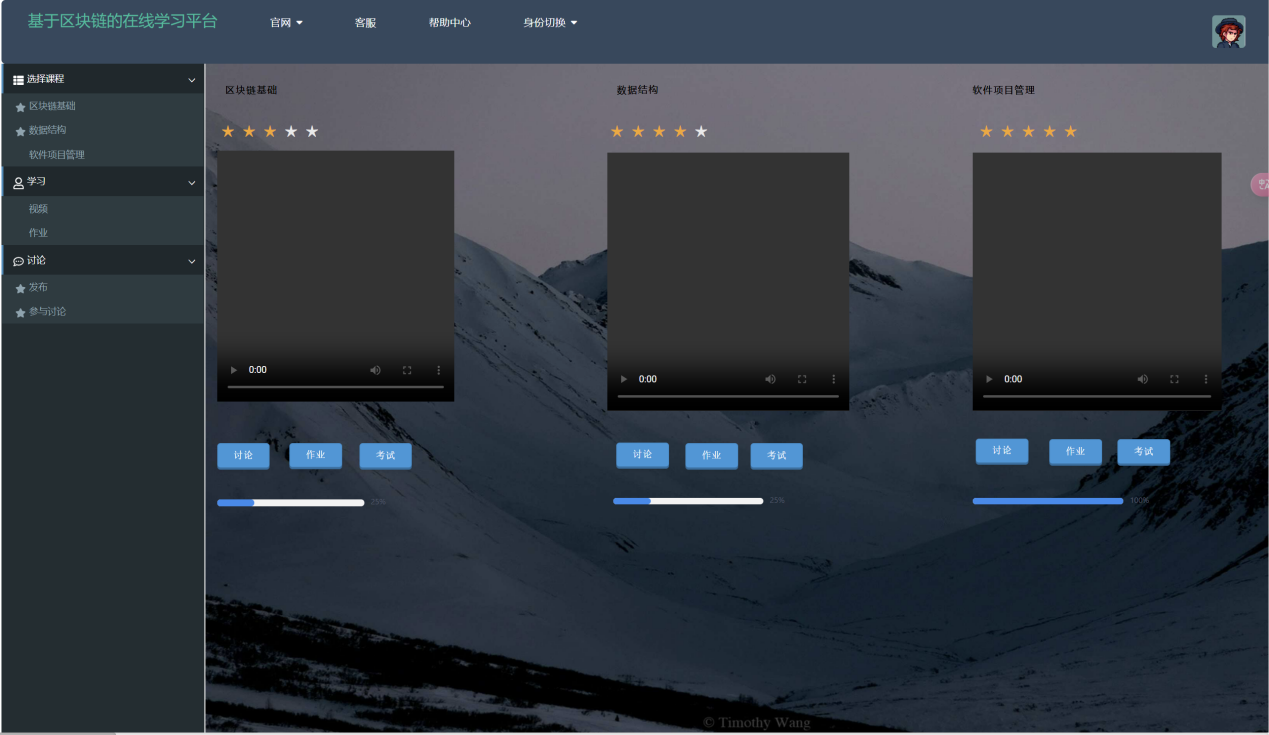 基于区块链的在线学习平台 官网 客服 帮助中心 身份切换
选择课程
区块链基础
数据结构
软件项目管理
学习
视频
作业
讨论
发布
参与讨论
区块链基础 数据结构 软件项目管理
0:00 0:00 0:00
讨论 作业 考试 讨论 作业 考试 讨论 作业 考试
25% 25% 100%
© Timothy Wang